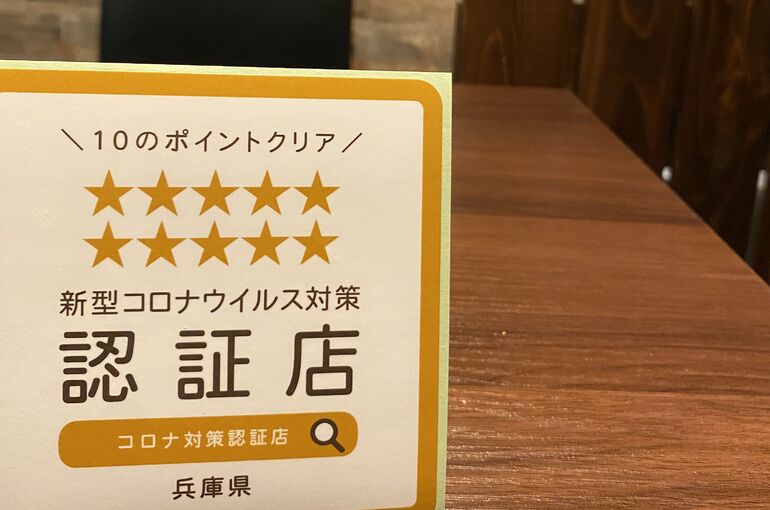 \10のポイントクリア/
新型コロナウイルス対策
認証店
コロナ対策認証店
兵庫県